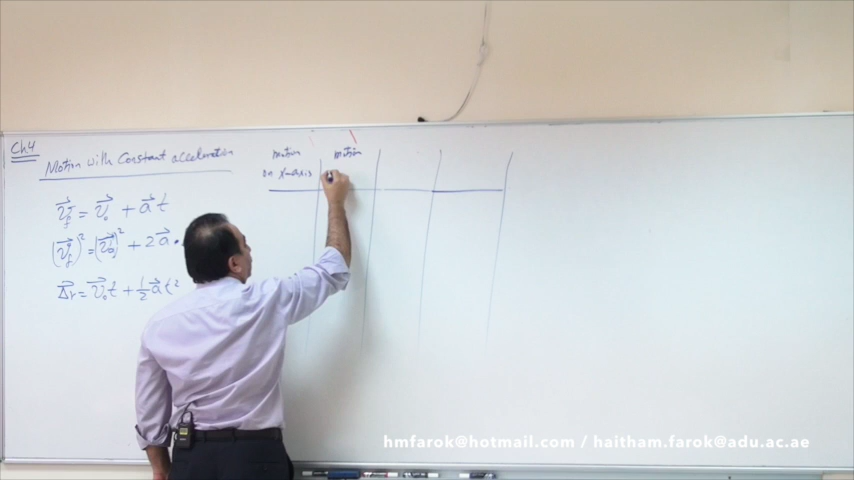 Ch4
Motion with Constant acceleration
v⃗f = v⃗₀ + a⃗ t
(v⃗f)² = (v⃗₀)² + 2a⃗ •
Δ⃗r = v⃗₀t + ½a⃗t²
motion
on x-axis
motion
hmfarok@hotmail.com / haitham.farok@adu.ac.ae